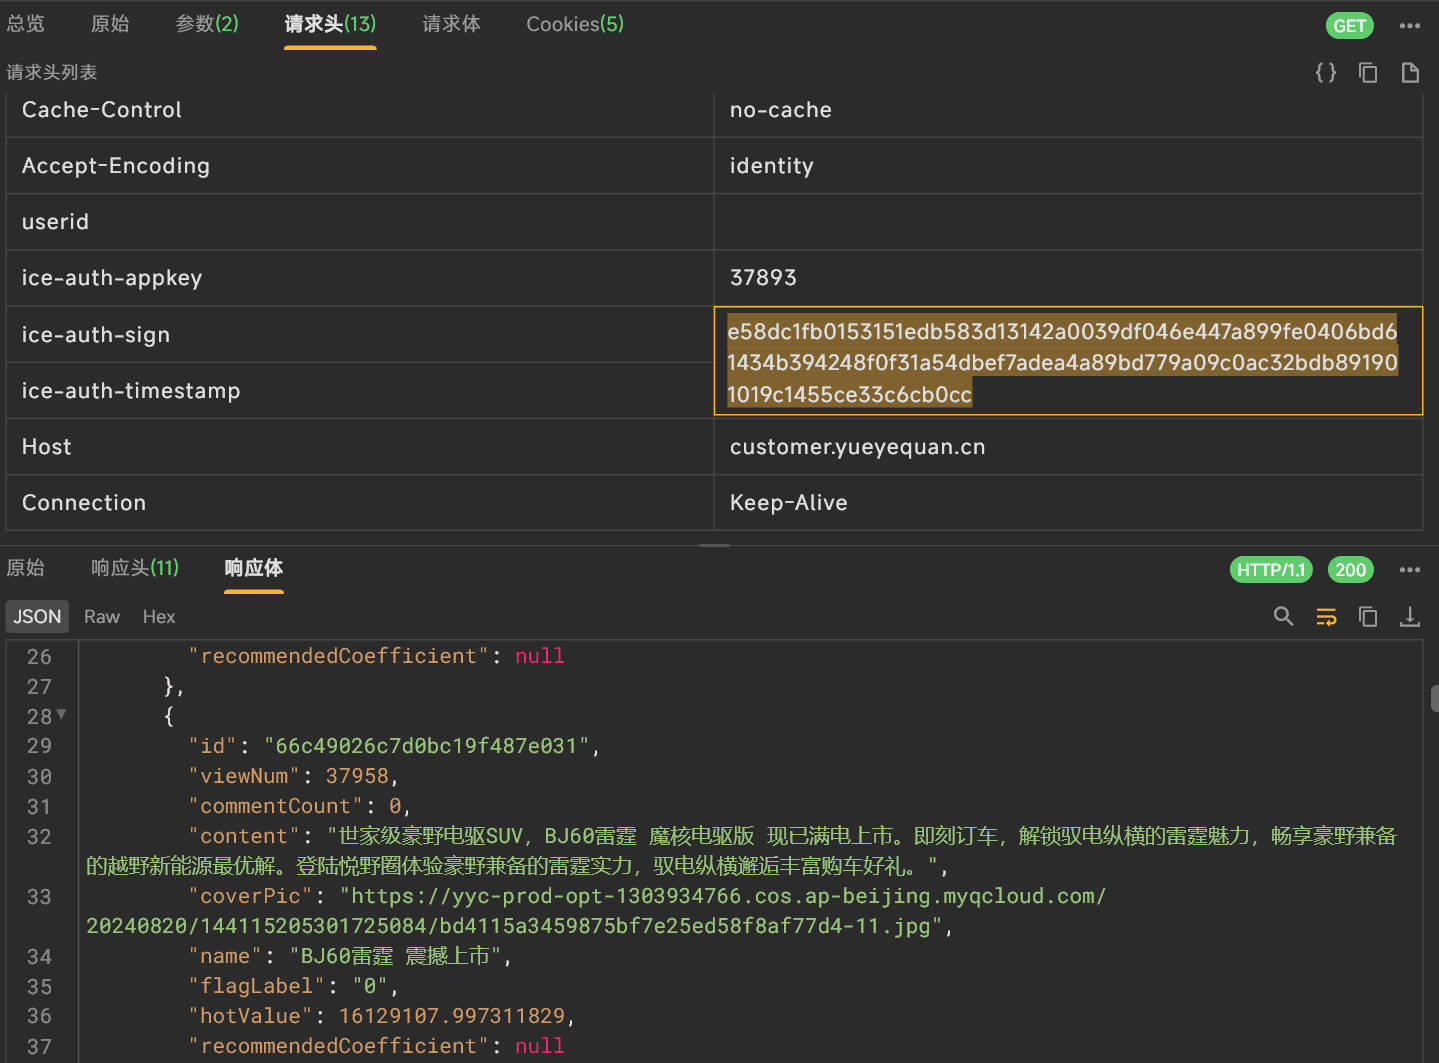 总览 原始 参数(2) 请求头(13) 请求体 Cookies(5) GET
请求头列表
Cache-Control no-cache
Accept-Encoding identity
userid
ice-auth-appkey 37893
ice-auth-sign
e58dc1fb0153151edb583d13142a0039df046e447a899fe0406bd6
1434b394248f0f31a54dbef7adea4a89bd779a09c0ac32bdb89190
1019c1455ce33c6cb0cc
ice-auth-timestamp
Host customer.yueyequan.cn
Connection Keep-Alive
原始 响应头(11) 响应体 HTTP/1.1 200
JSON Raw Hex
26 "recommendedCoefficient": null
27 },
28 {
29 "id": "66c49026c7d0bc19f487e031",
30 "viewNum": 37958,
31 "commentCount": 0,
32 "content": "世家级豪野电驱SUV，BJ60雷霆 魔核电驱版 现已满电上市。即刻订车，解锁驭电纵横的雷霆魅力，畅享豪野兼备
的越野新能源最优解。登陆悦野圈体验豪野兼备的雷霆实力，驭电纵横邂逅丰富购车好礼。",
33 "coverPic": "https://yyc-prod-opt-1303934766.cos.ap-beijing.myqcloud.com/
20240820/1441152053017250​84/bd4115a3459875bf7e25ed58f8af77d4-11.jpg",
34 "name": "BJ60雷霆 震撼上市",
35 "flagLabel": "0",
36 "hotValue": 16129107.997311829,
37 "recommendedCoefficient": null